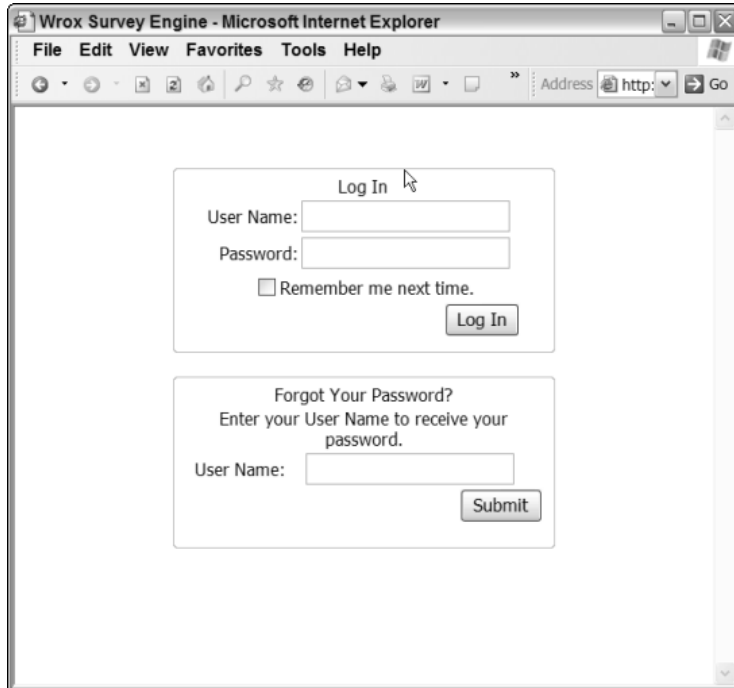 Wrox Survey Engine - Microsoft Internet Explorer
File Edit View Favorites Tools Help
2 W » Address http: Go
Log In
User Name:
Password:
Remember me next time.
Log In
Forgot Your Password?
Enter your User Name to receive your
password.
User Name:
Submit